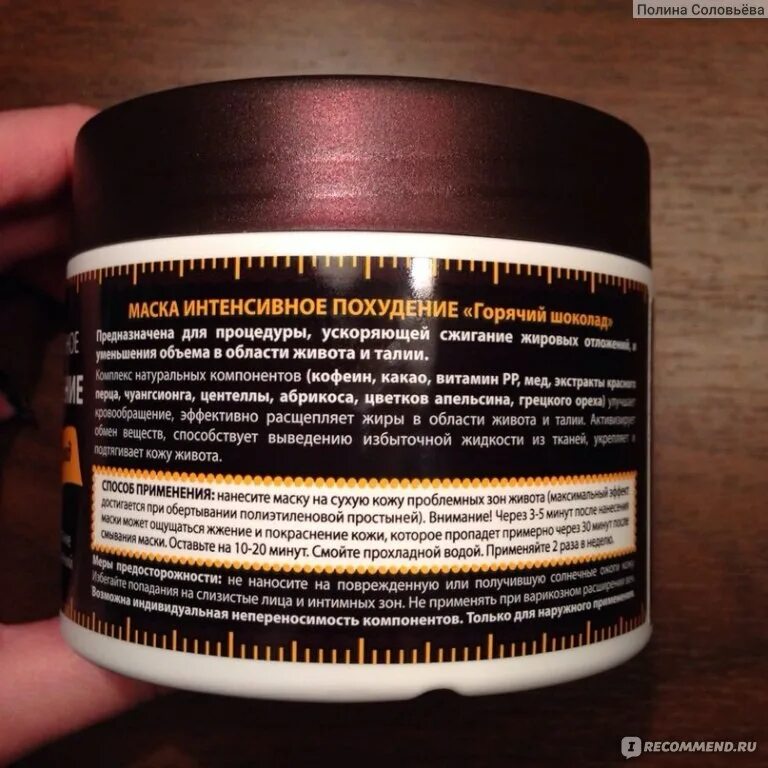 Полина Соловьёва
МАСКА ИНТЕНСИВНОЕ ПОХУДЕНИЕ «Горячий шоколад»
Предназначена для процедуры, ускоряющей сжигание жировых отложений, и
уменьшения объема в области живота и талии.
Комплекс натуральных компонентов (кофеин, какао, витамин РР, мед, экстракты красного
перца, чуансионга, центеллы, абрикоса, цветков апельсина, грецкого ореха) улучшает
кровообращение, эффективно расщепляет жиры в области живота и талии. Активизирует
обмен веществ, способствует выведению избыточной жидкости из тканей, укрепляет и
подтягивает кожу живота.
СПОСОБ ПРИМЕНЕНИЯ: нанесите маску на сухую кожу проблемных зон живота (максимальный эффект
достигается при обертывании полиэтиленовой простыней). Внимание! Через 3-5 минут после нанесения
маски может ощущаться жжение и покраснение кожи, которое пропадет примерно через 30 минут после
смывания маски. Оставьте на 10-20 минут. Смойте прохладной водой. Применяйте 2 раза в неделю.
Меры предосторожности: не наносите на поврежденную или получившую солнечные ожоги кожу.
Избегайте попадания на слизистые лица и интимных зон. Не применять при варикозном расширении вен.
Возможна индивидуальная непереносимость компонентов. Только для наружного применения.
НОЕ
НИЕ
I RECOMMEND.RU